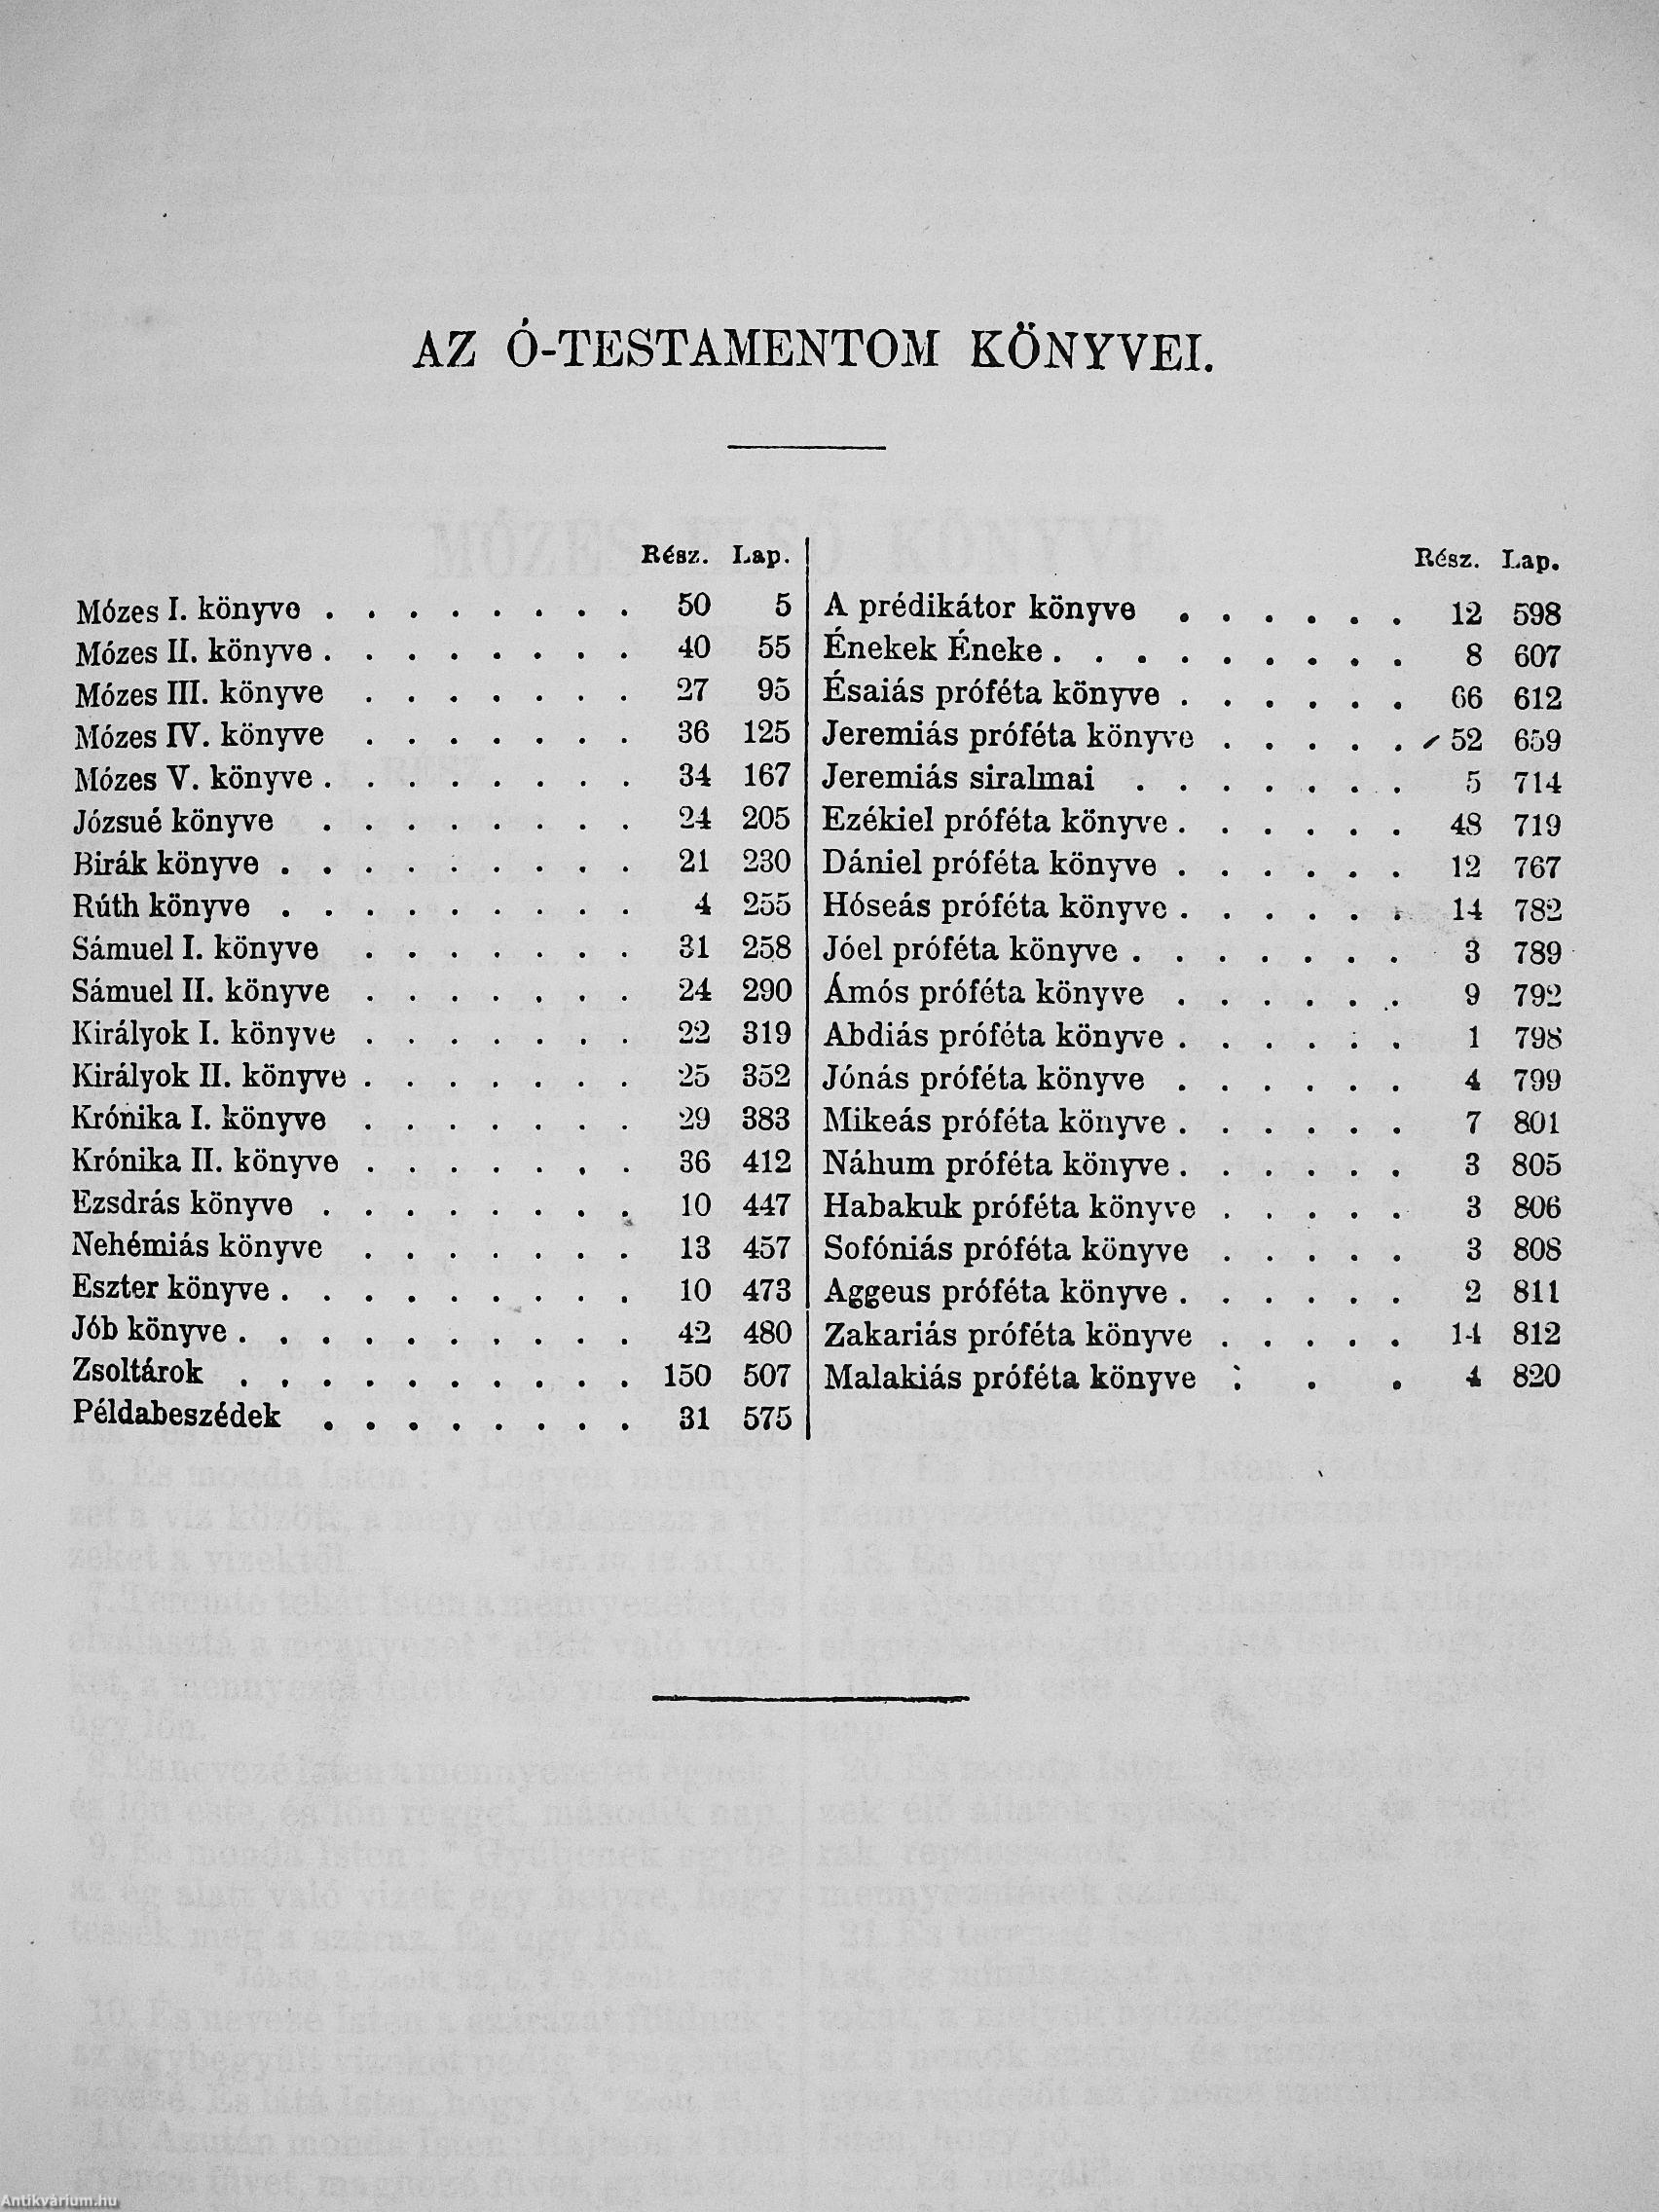 AZ Ó-TESTAMENTOM KÖNYVEI.
Rész. Lap.
Mózes I. könyve . . . . . . . . 50 5
Mózes II. könyve . . . . . . . . 40 55
Mózes III. könyve . . . . . . . 27 95
Mózes IV. könyve . . . . . . . 36 125
Mózes V. könyve . . . . . . . . 34 167
Józsué könyve . . . . . . . . 24 205
Birák könyve . . . . . . . . . 21 230
Rúth könyve . . . . . . . . . 4 255
Sámuel I. könyve . . . . . . . 31 258
Sámuel II. könyve . . . . . . . 24 290
Királyok I. könyve . . . . . . . 22 319
Királyok II. könyve . . . . . . . 25 352
Krónika I. könyve . . . . . . . 29 383
Krónika II. könyve . . . . . . . 36 412
Ezsdrás könyve . . . . . . . . 10 447
Nehémiás könyve . . . . . . . 13 457
Eszter könyve . . . . . . . . . 10 473
Jób könyve . . . . . . . . . . 42 480
Zsoltárok . . . . . . . . . . 150 507
Példabeszédek . . . . . . . . 31 575
Rész. Lap.
A prédikátor könyve . . . . . . 12 598
Énekek Éneke . . . . . . . . . 8 607
Ésaiás próféta könyve . . . . . . 66 612
Jeremiás próféta könyve . . . . . 52 659
Jeremiás siralmai . . . . . . . 5 714
Ezékiel próféta könyve . . . . . . 48 719
Dániel próféta könyve . . . . . . 12 767
Hóseás próféta könyve . . . . . . 14 782
Jóel próféta könyve . . . . . . . 3 789
Ámós próféta könyve . . . . . . 9 792
Abdiás próféta könyve . . . . . . 1 798
Jónás próféta könyve . . . . . . 4 799
Mikeás próféta könyve . . . . . . 7 801
Náhum próféta könyve . . . . . . 3 805
Habakuk próféta könyve . . . . . 3 806
Sofóniás próféta könyve . . . . . 3 808
Aggeus próféta könyve . . . . . . 2 811
Zakariás próféta könyve . . . . . 14 812
Malakiás próféta könyve . . . 4 820
Antikvárium.hu